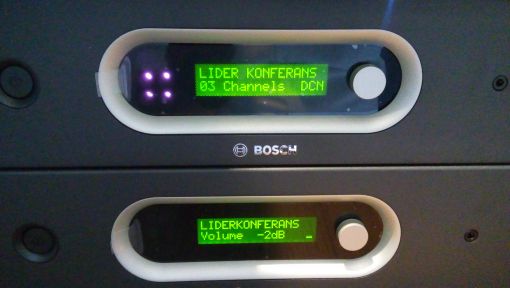 LIDER KONFERANS
03 Channels DCN
BOSCH
LIDERKONFERANS
Volume -2dB _